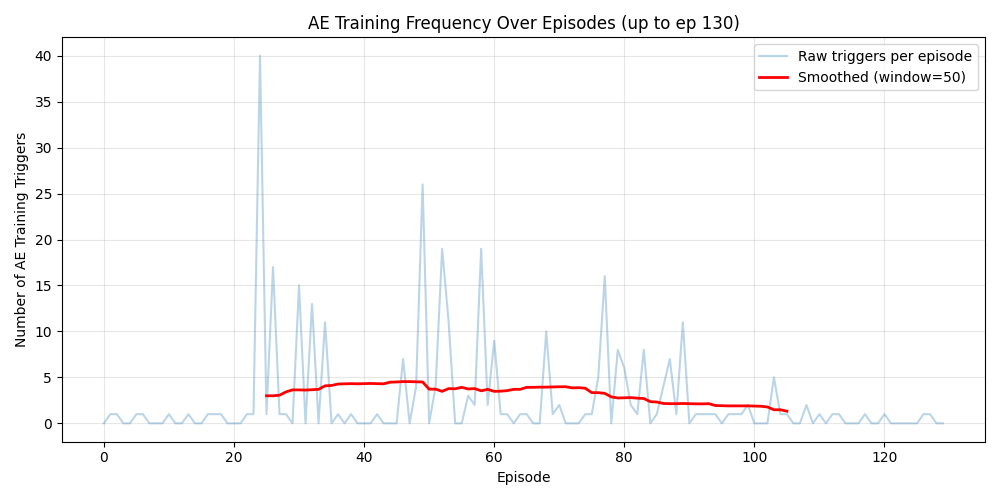 AE Training Frequency Over Episodes (up to ep 130)
Raw triggers per episode
Smoothed (window=50)
Number of AE Training Triggers
40
35
30
25
20
15
10
5
0
0 20 40 60 80 100 120
Episode